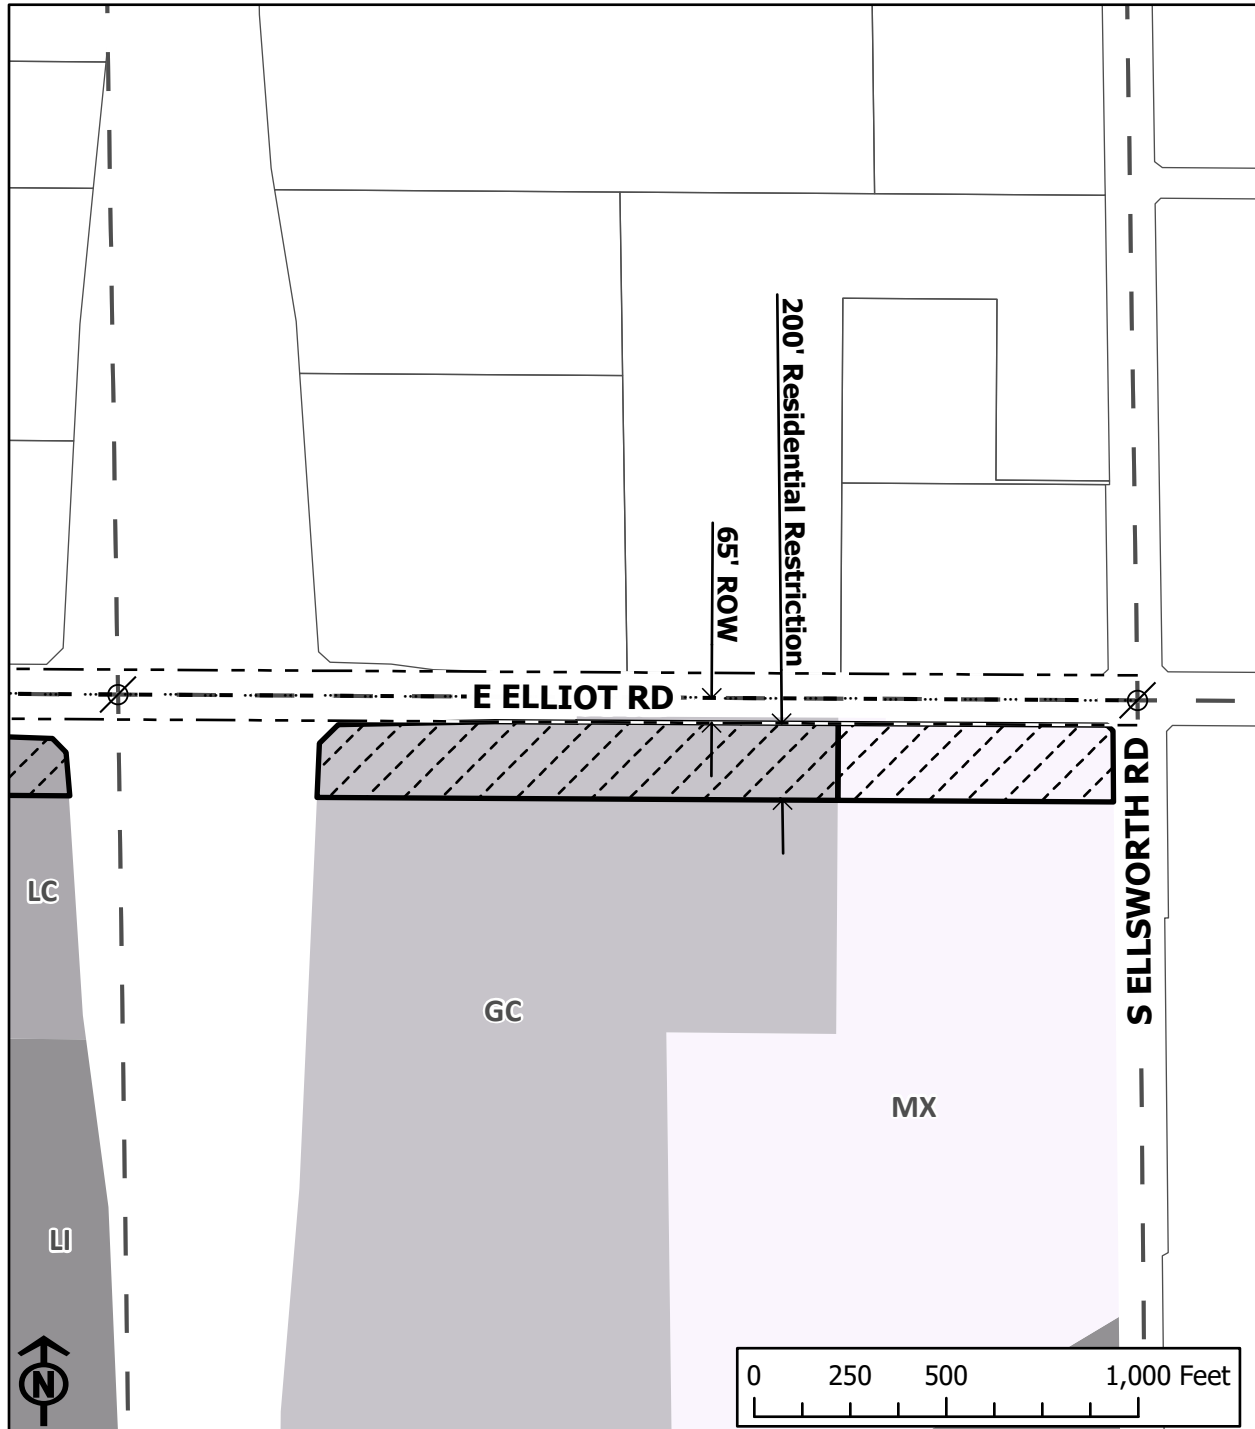 200' Residential Restriction
65' ROW
E ELLIOT RD
S ELLSWORTH RD
LC
GC
MX
LI
N
0 250 500 1,000 Feet